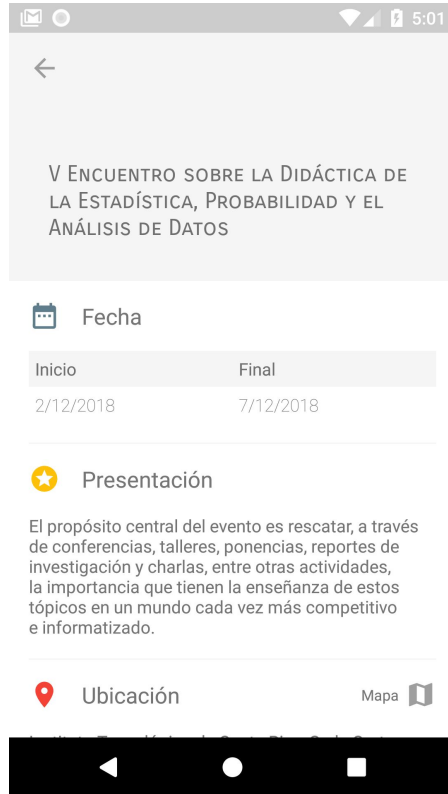 5:01
V Encuentro sobre la Didáctica de
la Estadística, Probabilidad y el
Análisis de Datos
Fecha
Inicio Final
2/12/2018 7/12/2018
Presentación
El propósito central del evento es rescatar, a través
de conferencias, talleres, ponencias, reportes de
investigación y charlas, entre otras actividades,
la importancia que tienen la enseñanza de estos
tópicos en un mundo cada vez más competitivo
e informatizado.
Ubicación Mapa